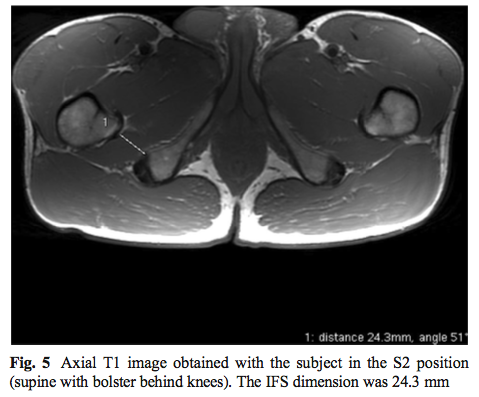 1
1: distance 24.3mm, angle 51°
Fig. 5 Axial T1 image obtained with the subject in the S2 position
(supine with bolster behind knees). The IFS dimension was 24.3 mm